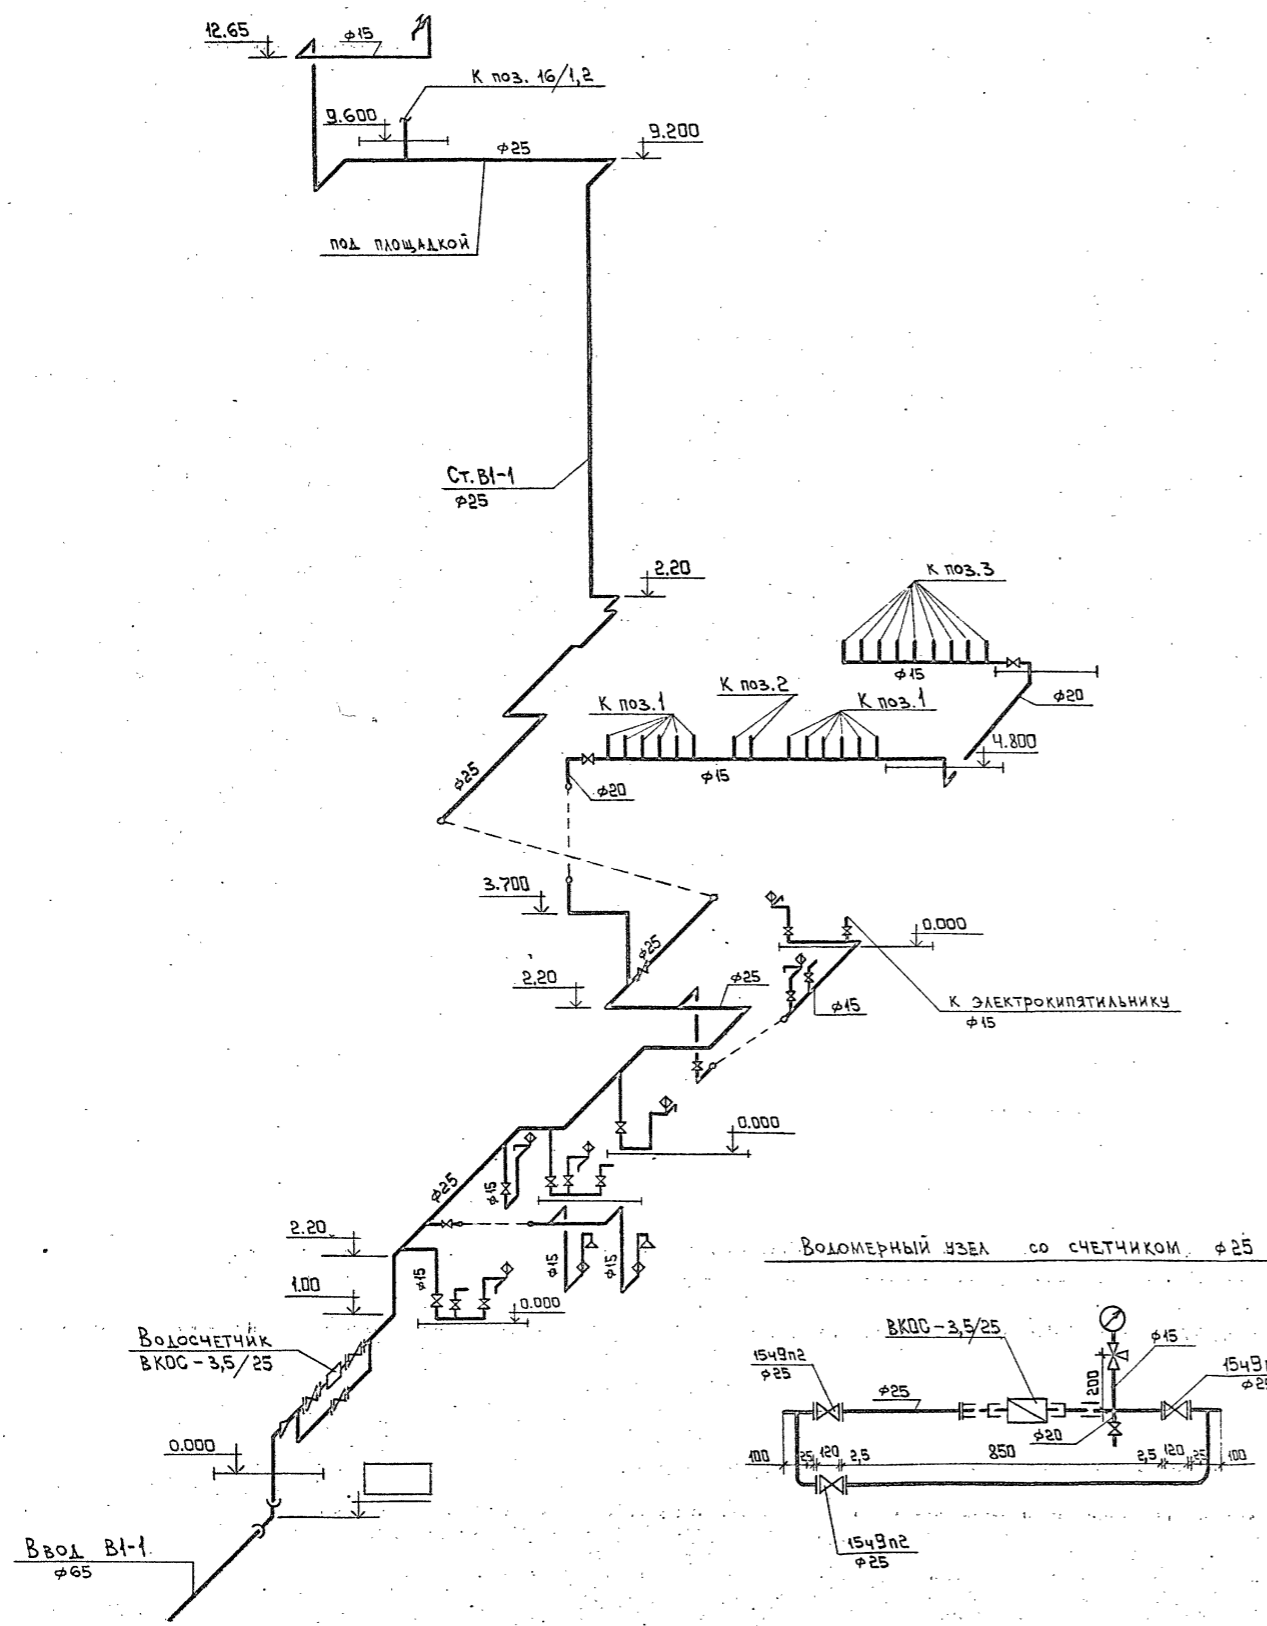 12.65
ф15
К поз. 16/1,2
9.600
9.200
ф25
под площадкой
Ст. В1-1
ф25
2.20
К поз.3
ф15
ф20
К поз.2
К поз.1
К поз.1
4.800
ф25
ф20
ф15
3.700
0.000
ф25
2,20
ф25
ф15
К электрокипятильнику
ф15
0.000
ф25
ф15
2.20
ф15
ф15
ф15
1.00
0.000
Водосчетчик
ВКОС-3,5/25
0.000
Ввод В1-1.
ф65
Водомерный узел со счетчиком ф25
ВКОС-3,5/25
15ч9п2
ф25
ф15
200
ф25
ф20
100
25
120
2,5
850
2,5
120
25
100
15ч9п2
ф25